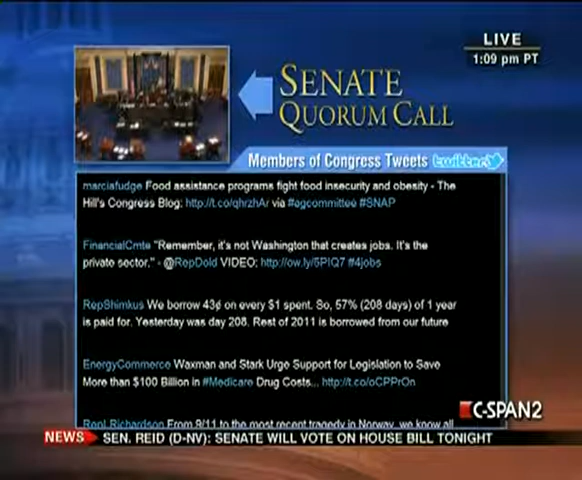 LIVE
1:09 pm PT
SENATE
QUORUM CALL
Members of Congress Tweets twitter
marciafudge Food assistance programs fight food insecurity and obesity - The
Hill's Congress Blog: http://t.co/qhrzhAr via #agcommittee #SNAP
FinancialCmte "Remember, it's not Washington that creates jobs. It's the
private sector." - @RepDold VIDEO: http://ow.ly/5PIQ7 #4jobs
RepShimkus We borrow 43¢ on every $1 spent. So, 57% (208 days) of 1 year
is paid for. Yesterday was day 208. Rest of 2011 is borrowed from our future
EnergyCommerce Waxman and Stark Urge Support for Legislation to Save
More than $100 Billion in #Medicare Drug Costs... http://t.co/oCPPrOn
RepLRichardson From 9/11 to the most recent tragedy in Norway, we know all
C-SPAN2
NEWS SEN. REID (D-NV): SENATE WILL VOTE ON HOUSE BILL TONIGHT